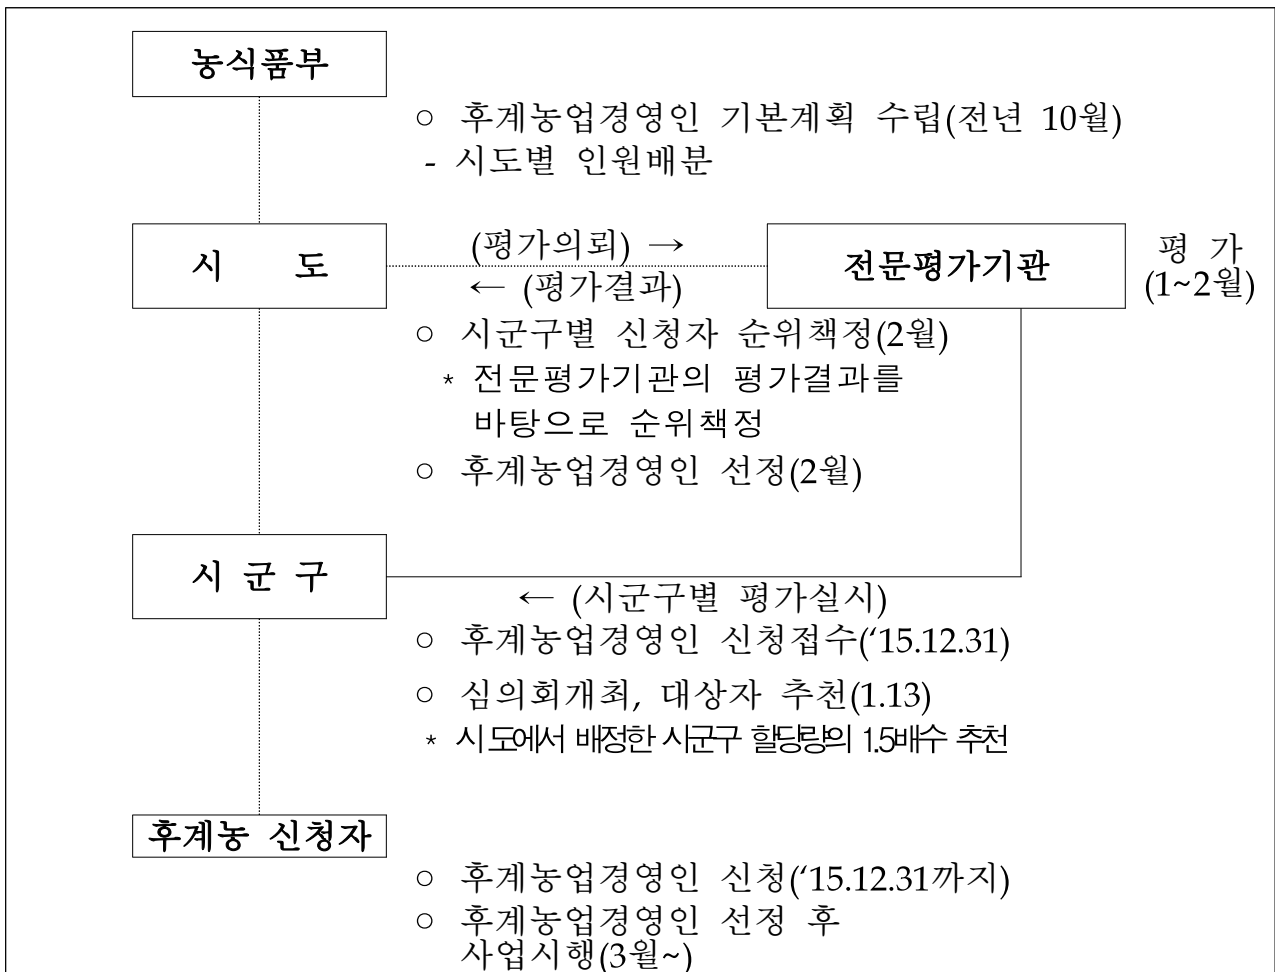 농식품부
○ 후계농업경영인 기본계획 수립(전년 10월)
- 시도별 인원배분
시 도
(평가의뢰) →
← (평가결과)
전문평가기관
평 가
(1~2월)
○ 시군구별 신청자 순위책정(2월)
* 전문평가기관의 평가결과를
바탕으로 순위책정
○ 후계농업경영인 선정(2월)
시 군 구
← (시군구별 평가실시)
○ 후계농업경영인 신청접수(‘15.12.31)
○ 심의회개최, 대상자 추천(1.13)
* 시도에서 배정한 시군구 할당량의 1.5배수 추천
후계농 신청자
○ 후계농업경영인 신청(‘15.12.31까지)
○ 후계농업경영인 선정 후
사업시행(3월~)